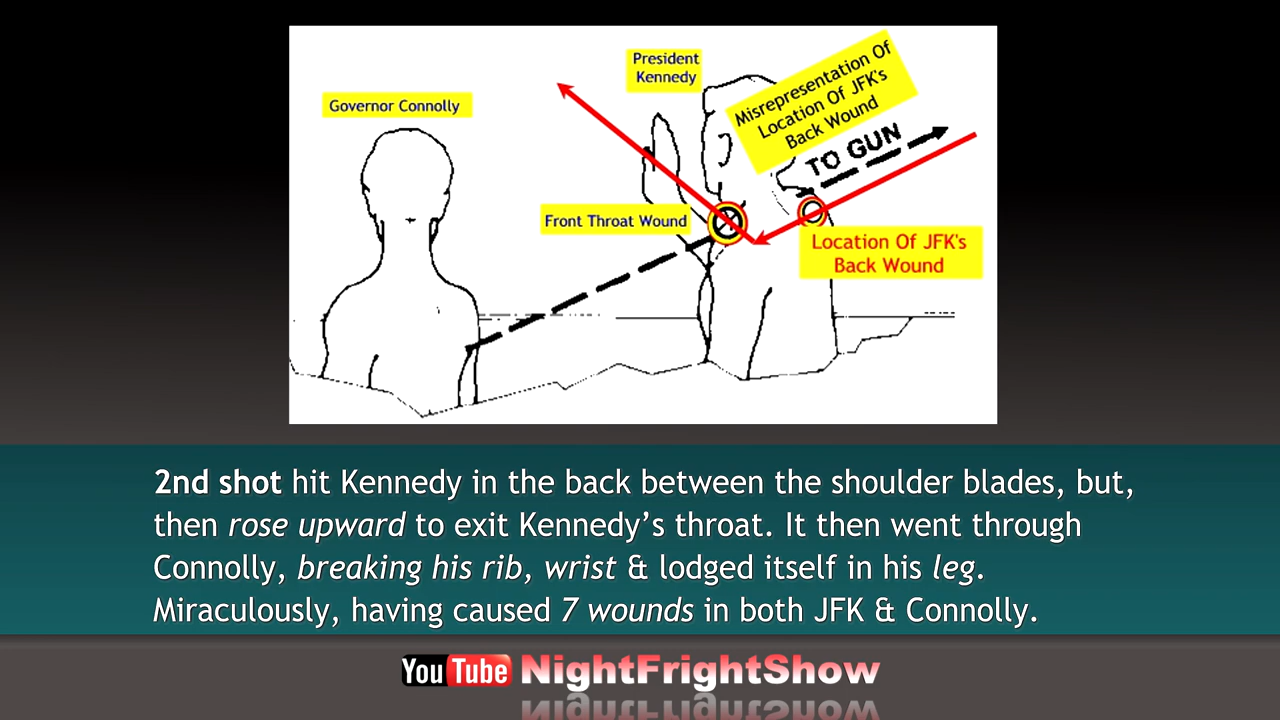 President
Kennedy
Governor Connolly
Misrepresentation Of
Location Of JFK's
Back Wound
TO GUN
Front Throat Wound
Location Of JFK's
Back Wound
2nd shot hit Kennedy in the back between the shoulder blades, but,
then rose upward to exit Kennedy’s throat. It then went through
Connolly, breaking his rib, wrist & lodged itself in his leg.
Miraculously, having caused 7 wounds in both JFK & Connolly.
YouTube NightFrightShow